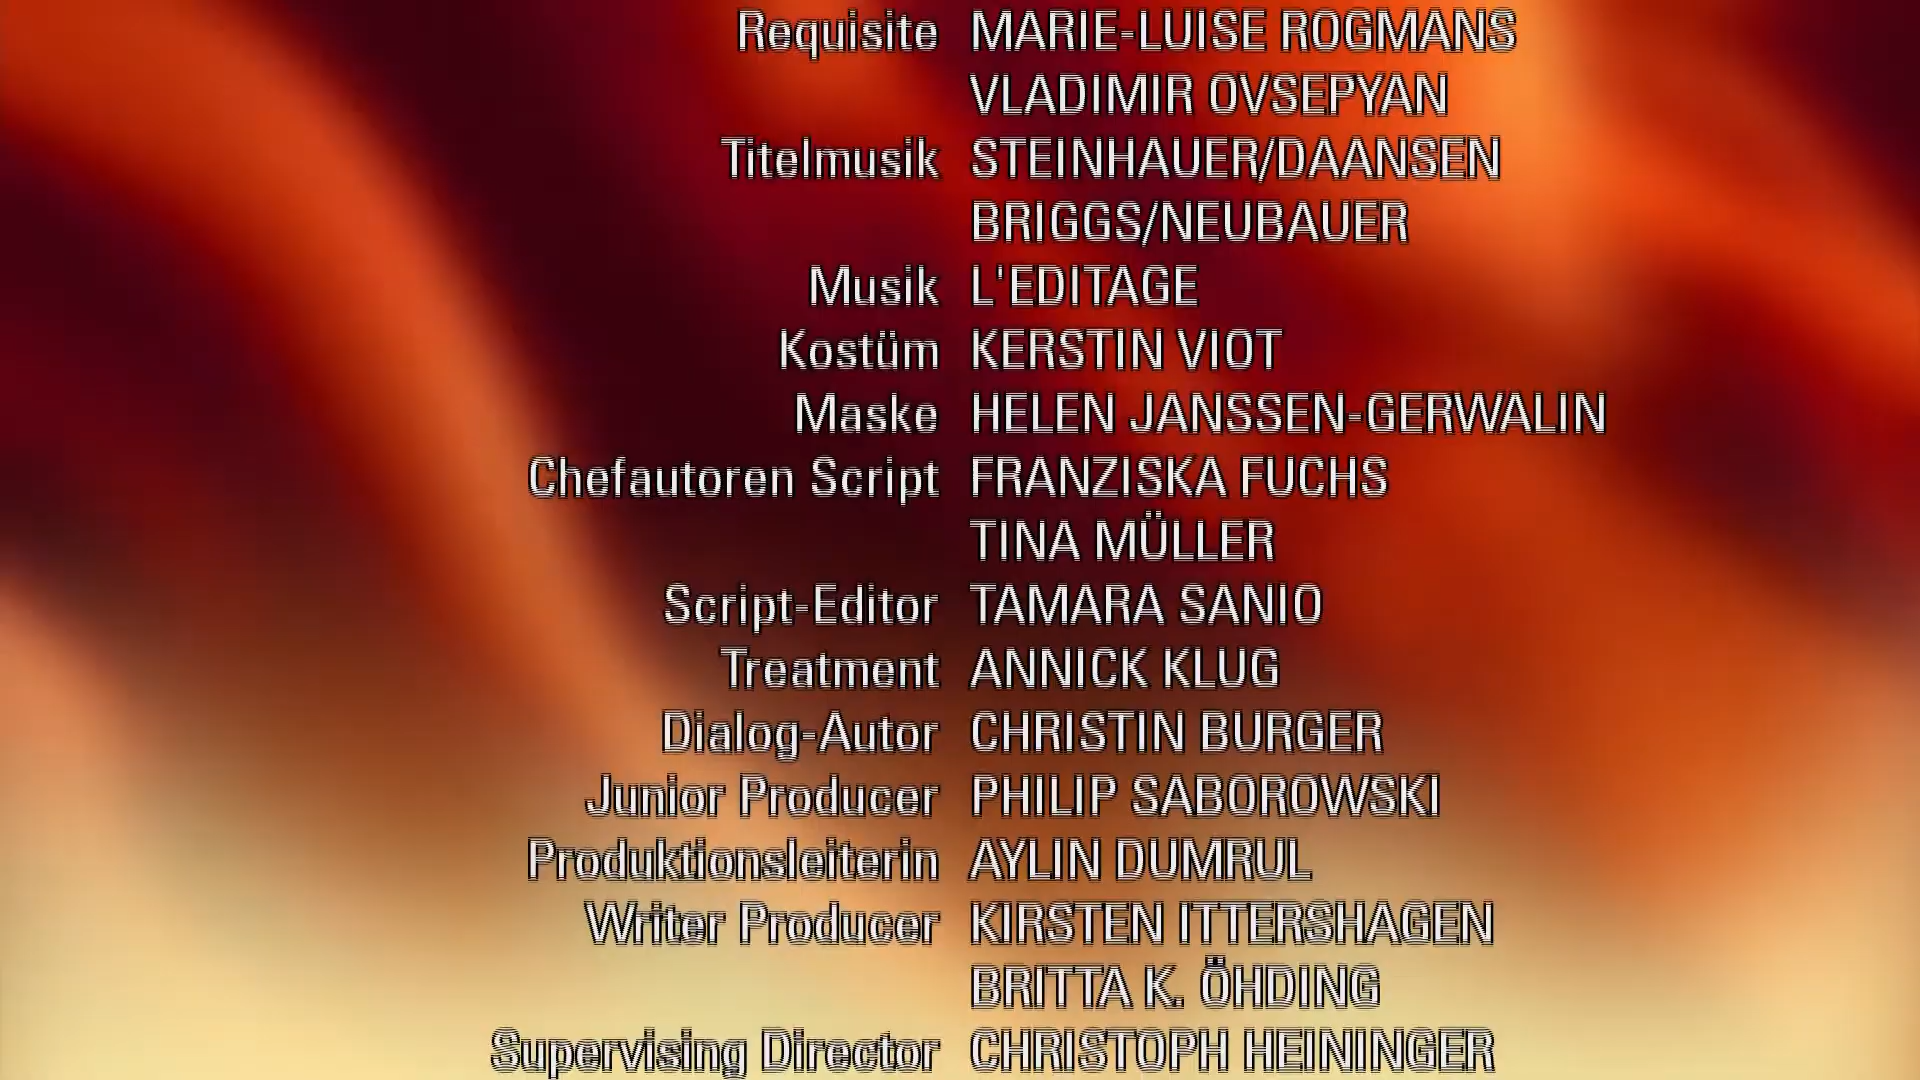 Requisite MARIE-LUISE ROGMANS
VLADIMIR OVSEPYAN
Titelmusik STEINHAUER/DAANSEN
BRIGGS/NEUBAUER
Musik L'EDITAGE
Kostüm KERSTIN VIOT
Maske HELEN JANSSEN-GERWALIN
Chefautoren Script FRANZISKA FUCHS
TINA MÜLLER
Script-Editor TAMARA SANIO
Treatment ANNICK KLUG
Dialog-Autor CHRISTIN BURGER
Junior Producer PHILIP SABOROWSKI
Produktionsleiterin AYLIN DUMRUL
Writer Producer KIRSTEN ITTERSHAGEN
BRITTA K. ÖHDING
Supervising Director CHRISTOPH HEININGER